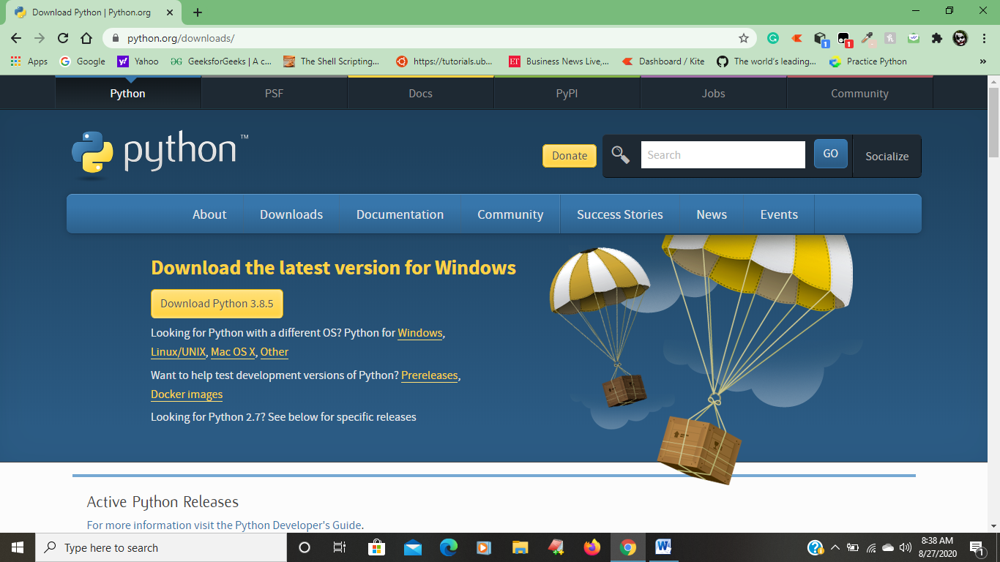 Download Python | Python.org
python.org/downloads/
1 1
Apps Google Yahoo GeeksforGeeks | A c... The Shell Scripting... https://tutorials.ub... ET Business News Live,... Dashboard / Kite The world's leading... Practice Python »
Python PSF Docs PyPI Jobs Community
python™
Donate Search GO Socialize
About Downloads Documentation Community Success Stories News Events
Download the latest version for Windows
Download Python 3.8.5
Looking for Python with a different OS? Python for Windows,
Linux/UNIX, Mac OS X, Other
Want to help test development versions of Python? Prereleases,
Docker images
Looking for Python 2.7? See below for specific releases
Active Python Releases
For more information visit the Python Developer's Guide.
Type here to search
8:38 AM
8/27/2020
1